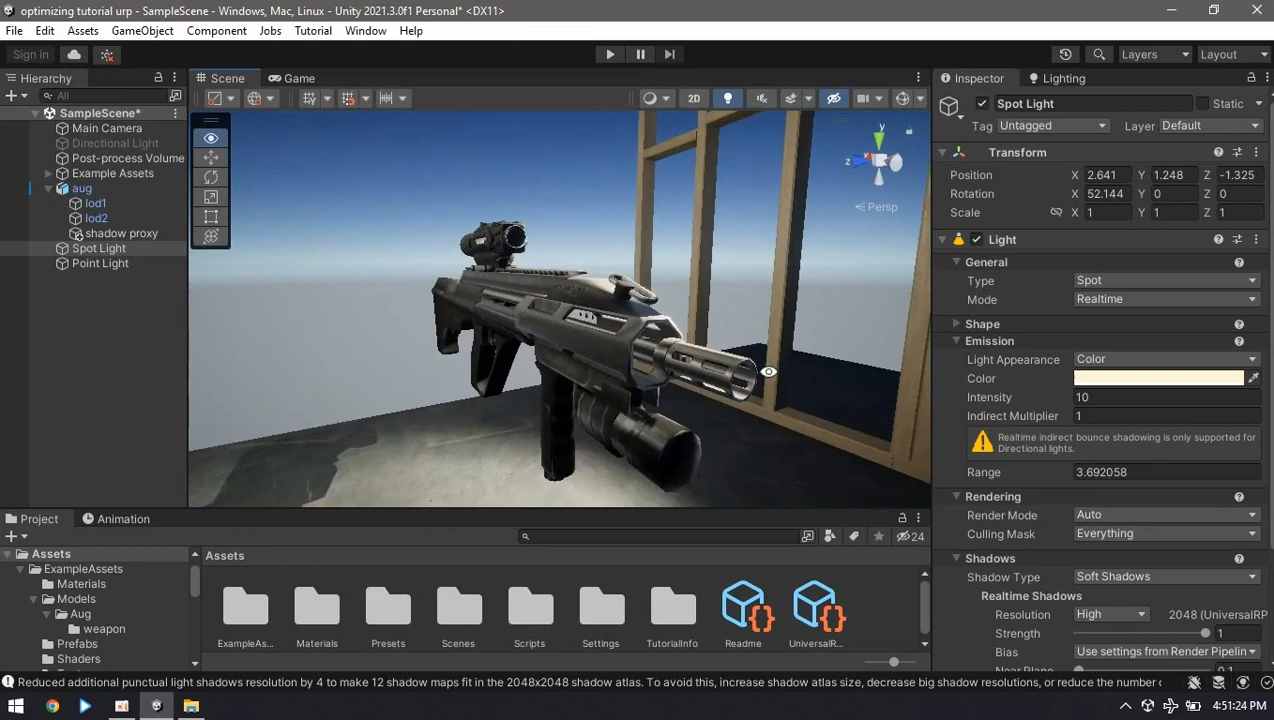 optimizing tutorial urp - SampleScene - Windows, Mac, Linux - Unity 2021.3.0f1 Personal* <DX11>
File Edit Assets GameObject Component Jobs Tutorial Window Help
Sign in Layers Layout
Hierarchy
All
SampleScene*
Main Camera
Directional Light
Post-process Volume
Example Assets
aug
lod1
lod2
shadow proxy
Spot Light
Point Light
Scene Game
2D
y
z
Persp
Inspector Lighting
Spot Light Static
Tag Untagged Layer Default
Transform
Position X 2.641 Y 1.248 Z -1.325
Rotation X 52.144 Y 0 Z 0
Scale X 1 Y 1 Z 1
Light
General
Type Spot
Mode Realtime
Shape
Emission
Light Appearance Color
Color
Intensity 10
Indirect Multiplier 1
Realtime indirect bounce shadowing is only supported for
Directional lights.
Range 3.692058
Rendering
Render Mode Auto
Culling Mask Everything
Shadows
Shadow Type Soft Shadows
Realtime Shadows
Resolution High 2048 (UniversalRP
Strength 1
Bias Use settings from Render Pipelin
Near Plane 0.1
Project Animation
24
Assets
ExampleAssets
Materials
Models
Aug
weapon
Prefabs
Shaders
Assets
ExampleAs... Materials Presets Scenes Scripts Settings TutorialInfo Readme UniversalR...
Reduced additional punctual light shadows resolution by 4 to make 12 shadow maps fit in the 2048x2048 shadow atlas. To avoid this, increase shadow atlas size, decrease big shadow resolutions, or reduce the number
4:51:24 PM